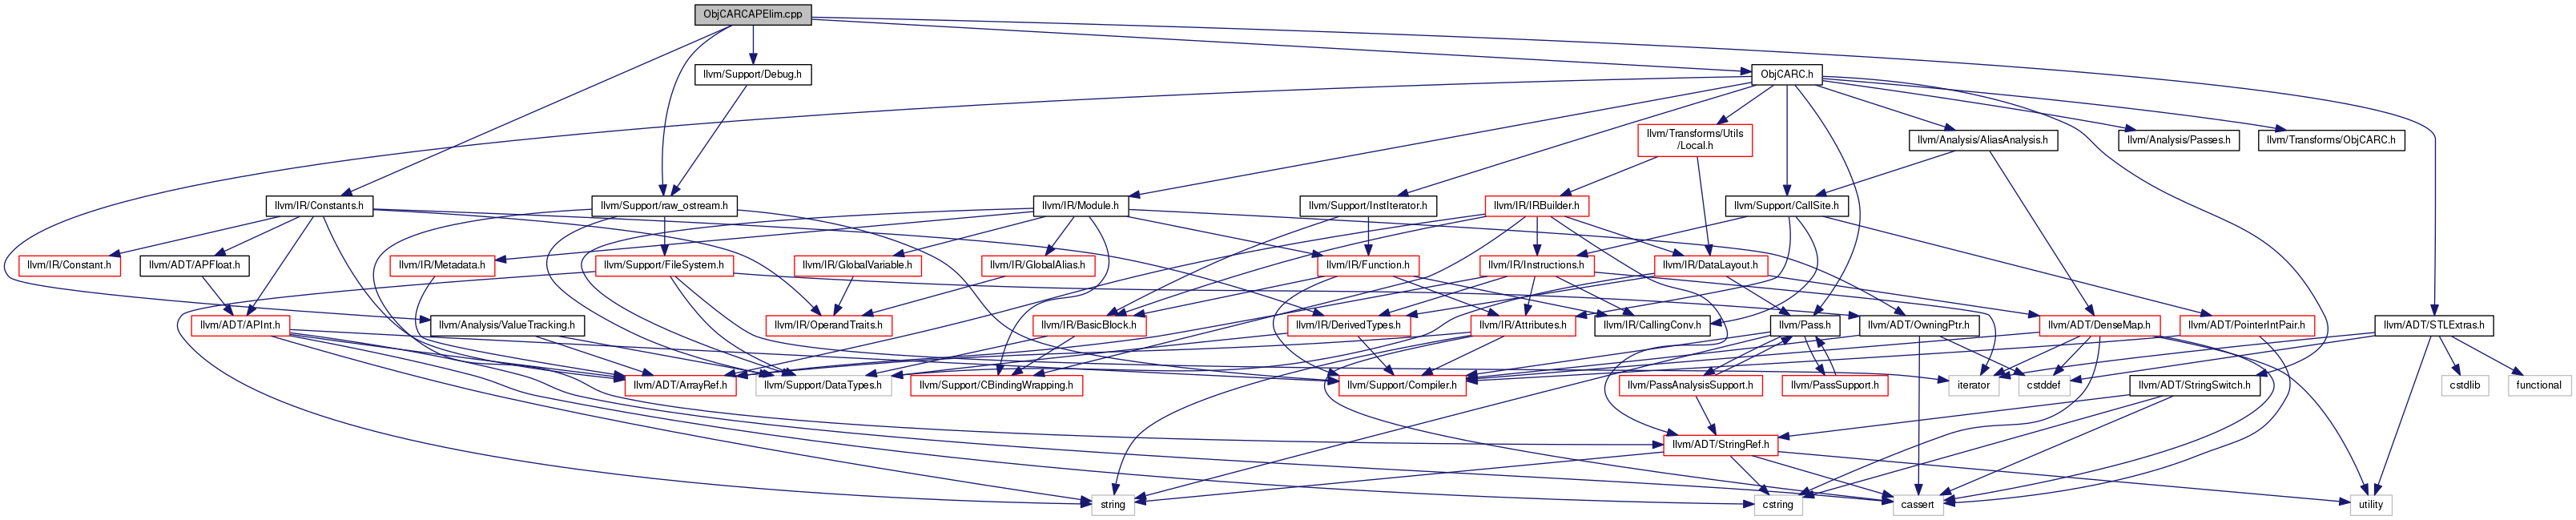 ObjCARCAPElim.cpp
llvm/Support/Debug.h
ObjCARC.h
llvm/Transforms/Utils
/Local.h
llvm/Analysis/AliasAnalysis.h
llvm/Analysis/Passes.h
llvm/Transforms/ObjCARC.h
llvm/IR/Constants.h
llvm/Support/raw_ostream.h
llvm/IR/Module.h
llvm/Support/InstIterator.h
llvm/IR/IRBuilder.h
llvm/Support/CallSite.h
llvm/IR/Constant.h
llvm/ADT/APFloat.h
llvm/IR/Metadata.h
llvm/Support/FileSystem.h
llvm/IR/GlobalVariable.h
llvm/IR/GlobalAlias.h
llvm/IR/Function.h
llvm/IR/Instructions.h
llvm/IR/DataLayout.h
llvm/ADT/APInt.h
llvm/Analysis/ValueTracking.h
llvm/IR/OperandTraits.h
llvm/IR/BasicBlock.h
llvm/IR/DerivedTypes.h
llvm/IR/Attributes.h
llvm/IR/CallingConv.h
llvm/Pass.h
llvm/ADT/OwningPtr.h
llvm/ADT/DenseMap.h
llvm/ADT/PointerIntPair.h
llvm/ADT/STLExtras.h
llvm/ADT/ArrayRef.h
llvm/Support/DataTypes.h
llvm/Support/CBindingWrapping.h
llvm/Support/Compiler.h
llvm/PassAnalysisSupport.h
llvm/PassSupport.h
iterator
cstddef
llvm/ADT/StringSwitch.h
cstdlib
functional
llvm/ADT/StringRef.h
string
cstring
cassert
utility